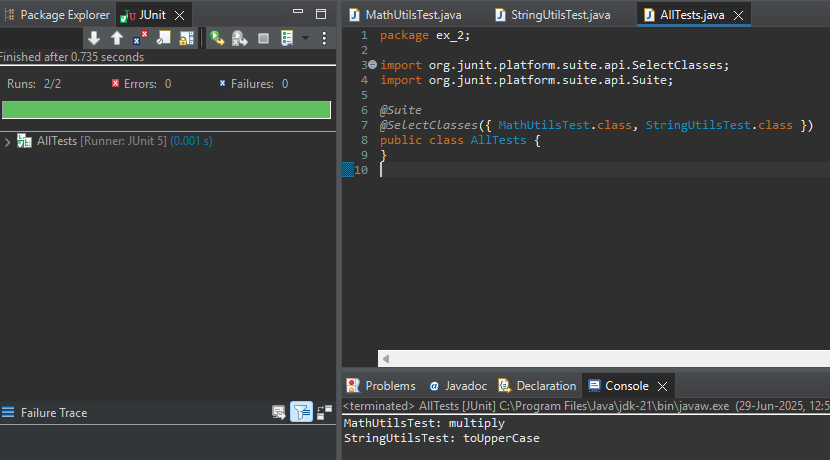 Package Explorer JUnit
Finished after 0.735 seconds
Runs: 2/2 Errors: 0 Failures: 0
AllTests [Runner: JUnit 5] (0.001 s)
Failure Trace
MathUtilsTest.java StringUtilsTest.java AllTests.java
1 package ex_2;
2
3 import org.junit.platform.suite.api.SelectClasses;
4 import org.junit.platform.suite.api.Suite;
5
6 @Suite
7 @SelectClasses({ MathUtilsTest.class, StringUtilsTest.class })
8 public class AllTests {
9 }
10
Problems Javadoc Declaration Console
<terminated> AllTests [JUnit] C:\Program Files\Java\jdk-21\bin\javaw.exe (29-Jun-2025, 12:5
MathUtilsTest: multiply
StringUtilsTest: toUpperCase